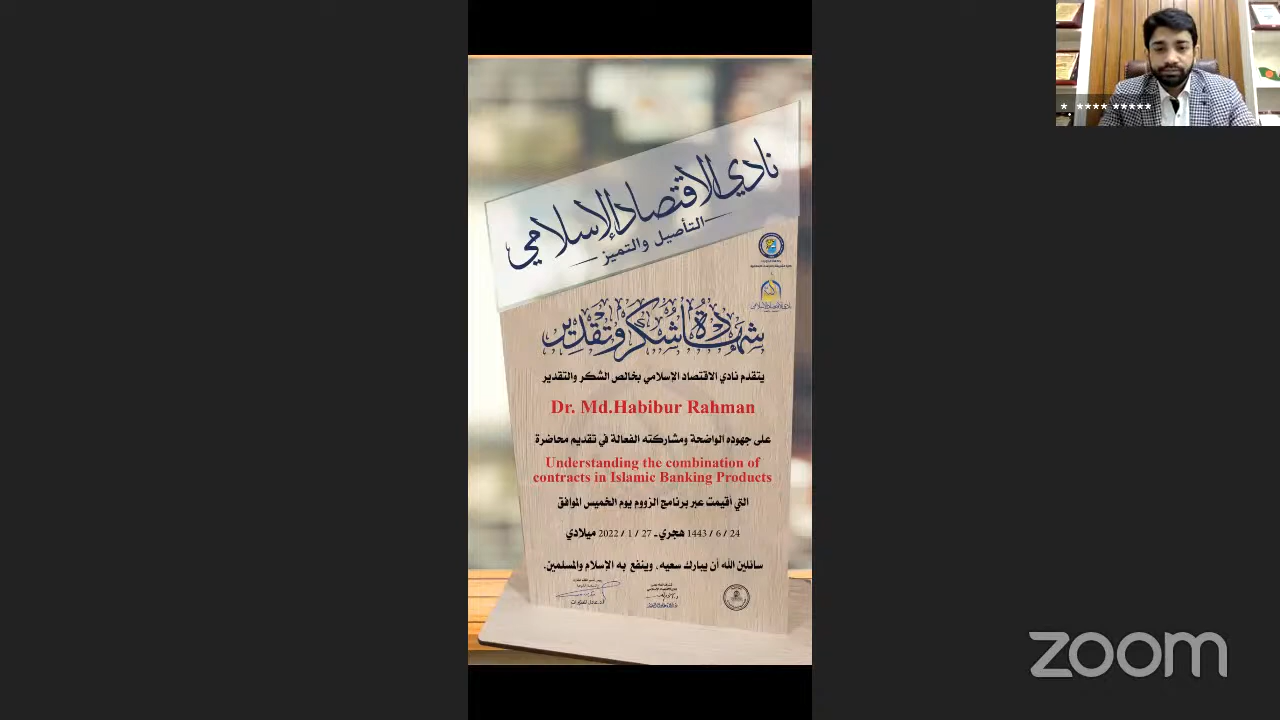 * **** *****
نادي الاقتصاد الإسلامي
التأصيل والتميز
شهادة شكر وتقدير
يتقدم نادي الاقتصاد الإسلامي بخالص الشكر والتقدير
Dr. Md.Habibur Rahman
على جهوده الواضحة ومشاركته الفعالة في تقديم محاضرة
Understanding the combination of
contracts in Islamic Banking Products
التي أقيمت عبر برنامج الزووم يوم الخميس الموافق
24 / 6 / 1443 هجري - 27 / 1 / 2022 ميلادي
سائلين الله أن يبارك سعيه، وينفع به الإسلام والمسلمين.
zoom